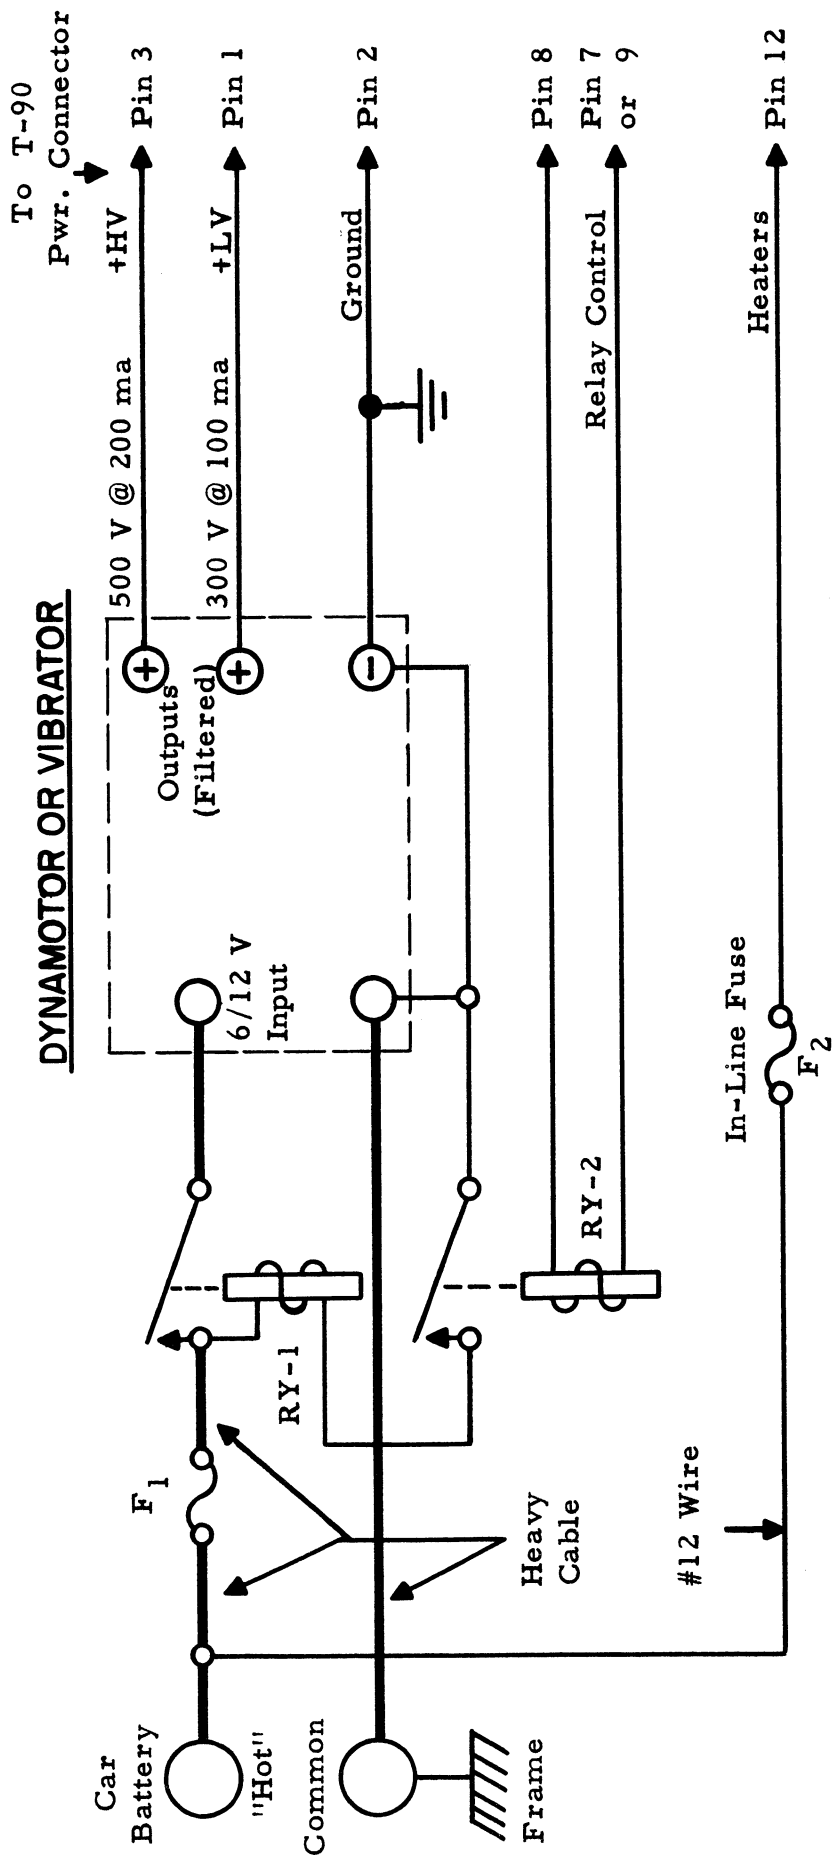 DYNAMOTOR OR VIBRATOR
To T-90
Pwr. Connector
Car
Battery
"Hot"
F1
RY-1
6/12 V
Input
Outputs
(Filtered)
+
+
−
500 V @ 200 ma
+HV
Pin 3
300 V @ 100 ma
+LV
Pin 1
Ground
Pin 2
Common
Frame
Heavy
Cable
RY-2
Pin 8
Relay Control
Pin 7
or 9
#12 Wire
In-Line Fuse
F2
Heaters
Pin 12